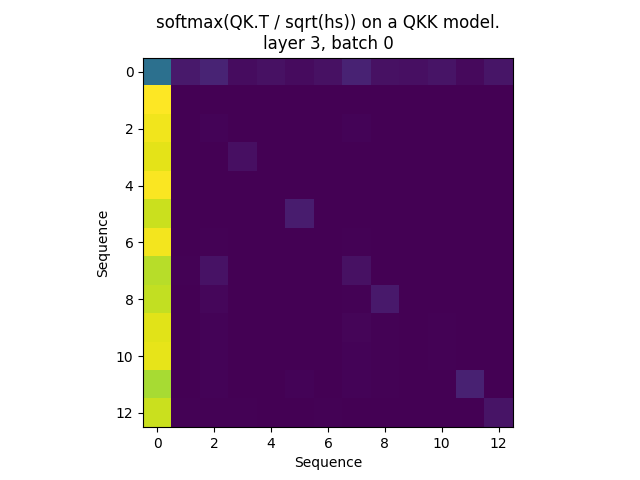 softmax(QK.T / sqrt(hs)) on a QKK model.
layer 3, batch 0
0
2
4
6
8
10
12
Sequence
0 2 4 6 8 10 12
Sequence